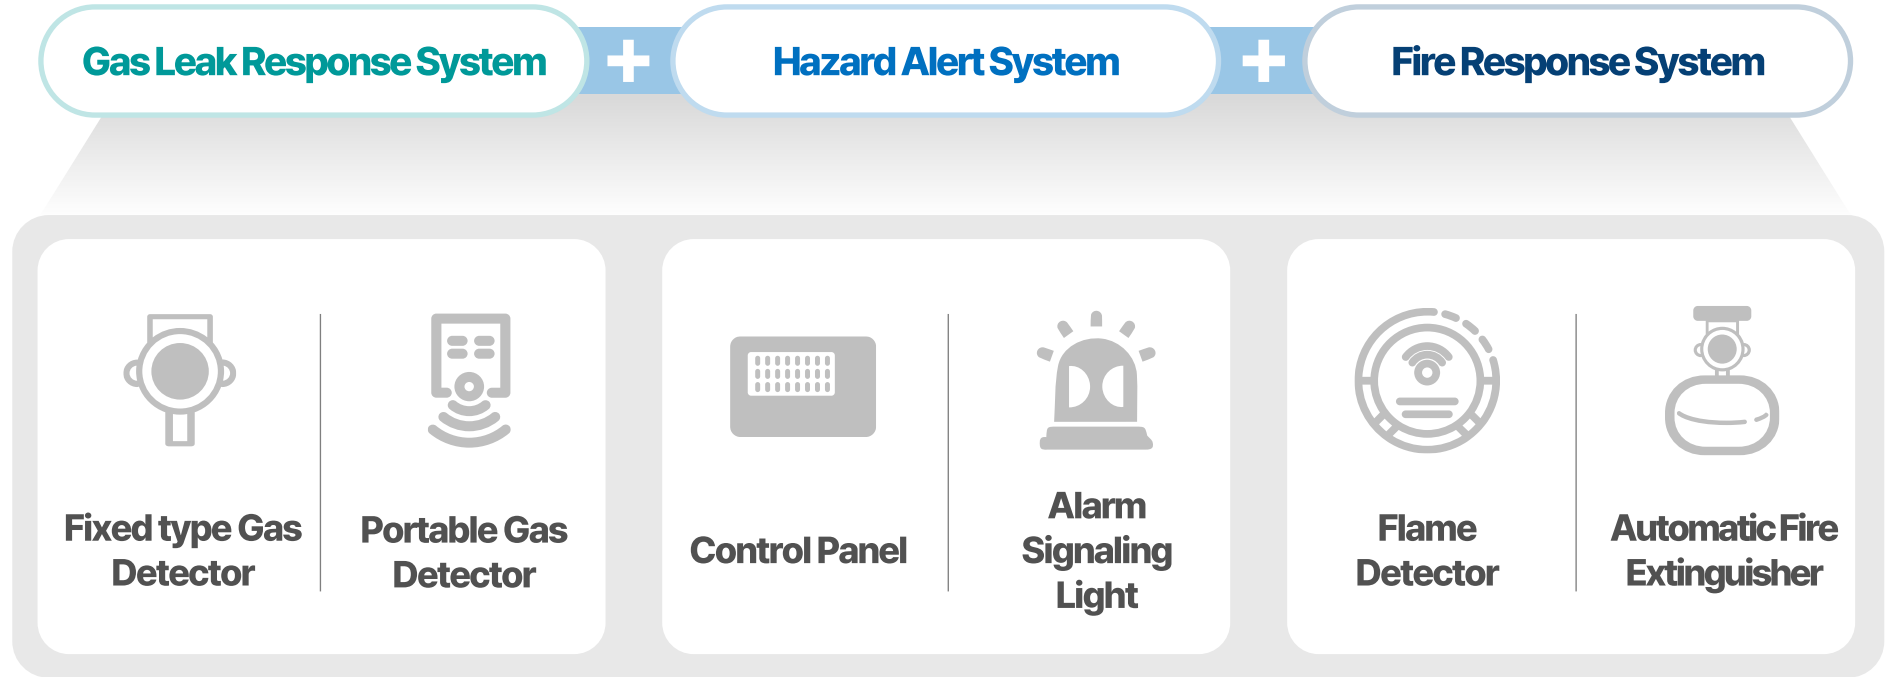 Gas Leak Response System
+
Hazard Alert System
+
Fire Response System
Fixed type Gas
Detector
Portable Gas
Detector
Control Panel
Alarm
Signaling
Light
Flame
Detector
Automatic Fire
Extinguisher